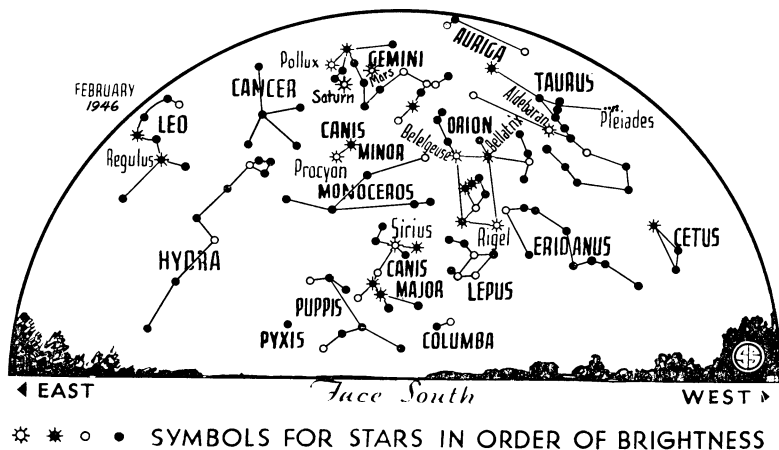 AURIGA
Pollux
GEMINI
Mars
TAURUS
FEBRUARY
1946
CANCER
Saturn
Aldebaran
Pleiades
LEO
CANIS
MINOR
ORION
Betelgeuse
Bellatrix
Regulus
Procyon
MONOCEROS
Sirius
Rigel
ERIDANUS
CETUS
HYDRA
CANIS
MAJOR
LEPUS
PUPPIS
PYXIS
COLUMBA
EAST
Face South
WEST
SYMBOLS FOR STARS IN ORDER OF BRIGHTNESS